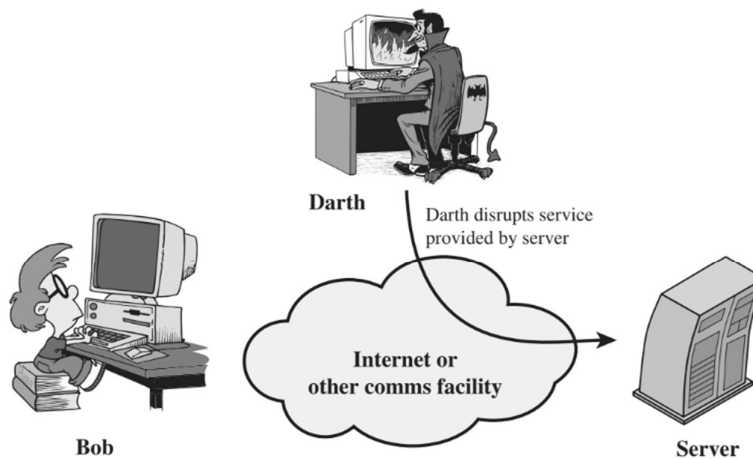 Darth
Darth disrupts service
provided by server
Internet or
other comms facility
Bob
Server